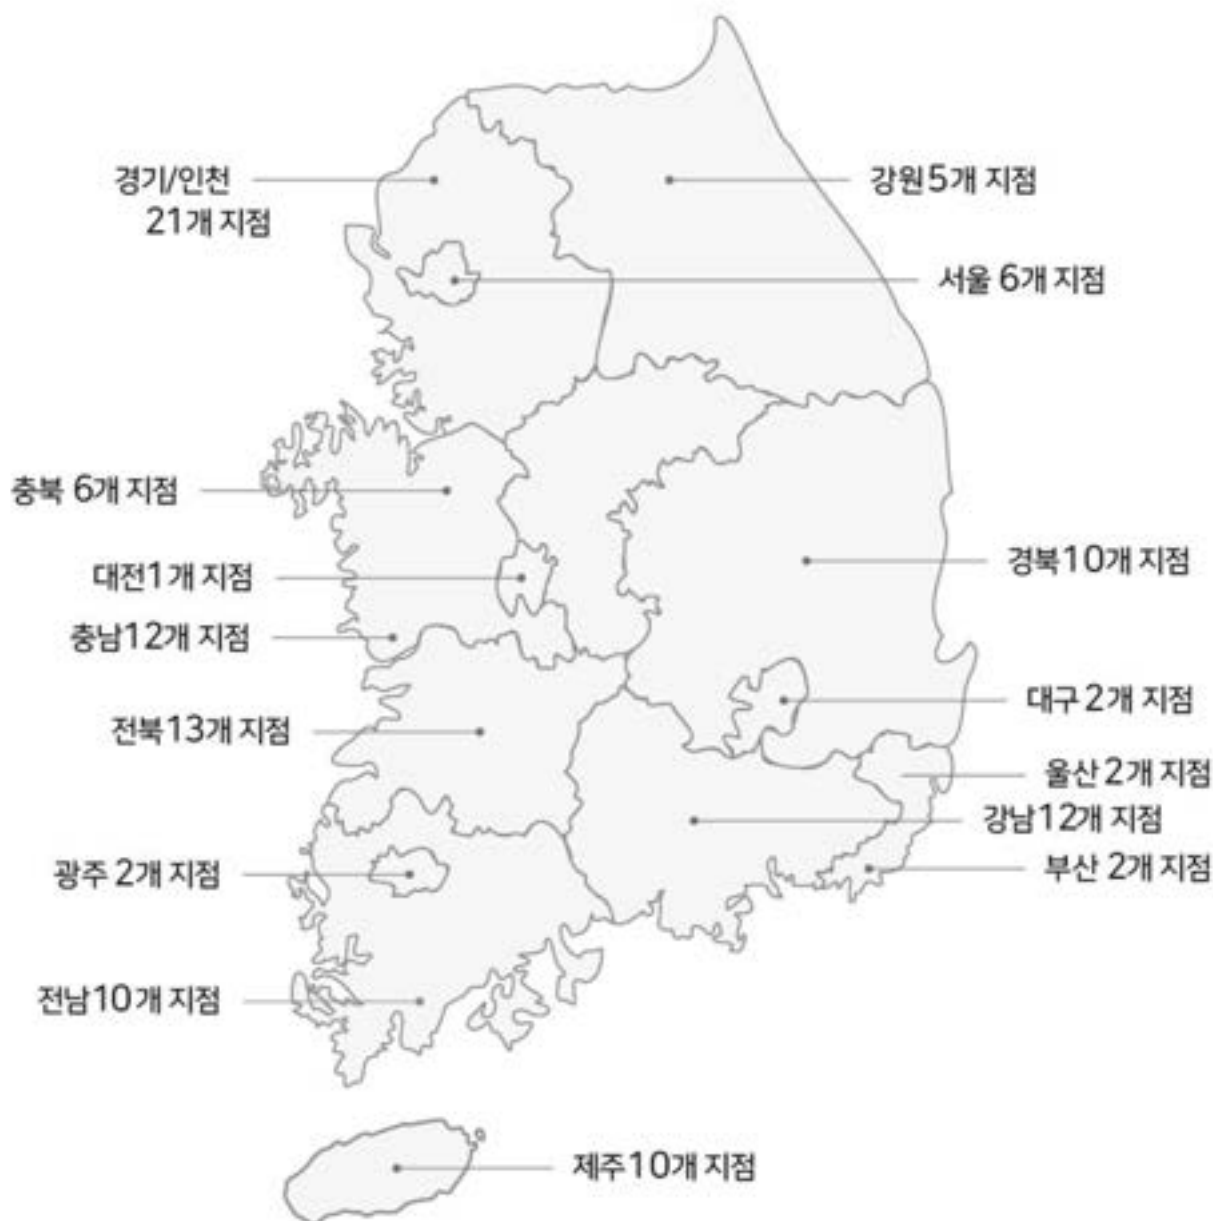 경기/인천
21개 지점
강원5개 지점
서울 6개 지점
충북 6개 지점
경북10개 지점
대전1개 지점
충남12개 지점
대구 2개 지점
전북13개 지점
울산 2개 지점
강남12개 지점
광주 2개 지점
부산 2개 지점
전남10개 지점
제주10개 지점